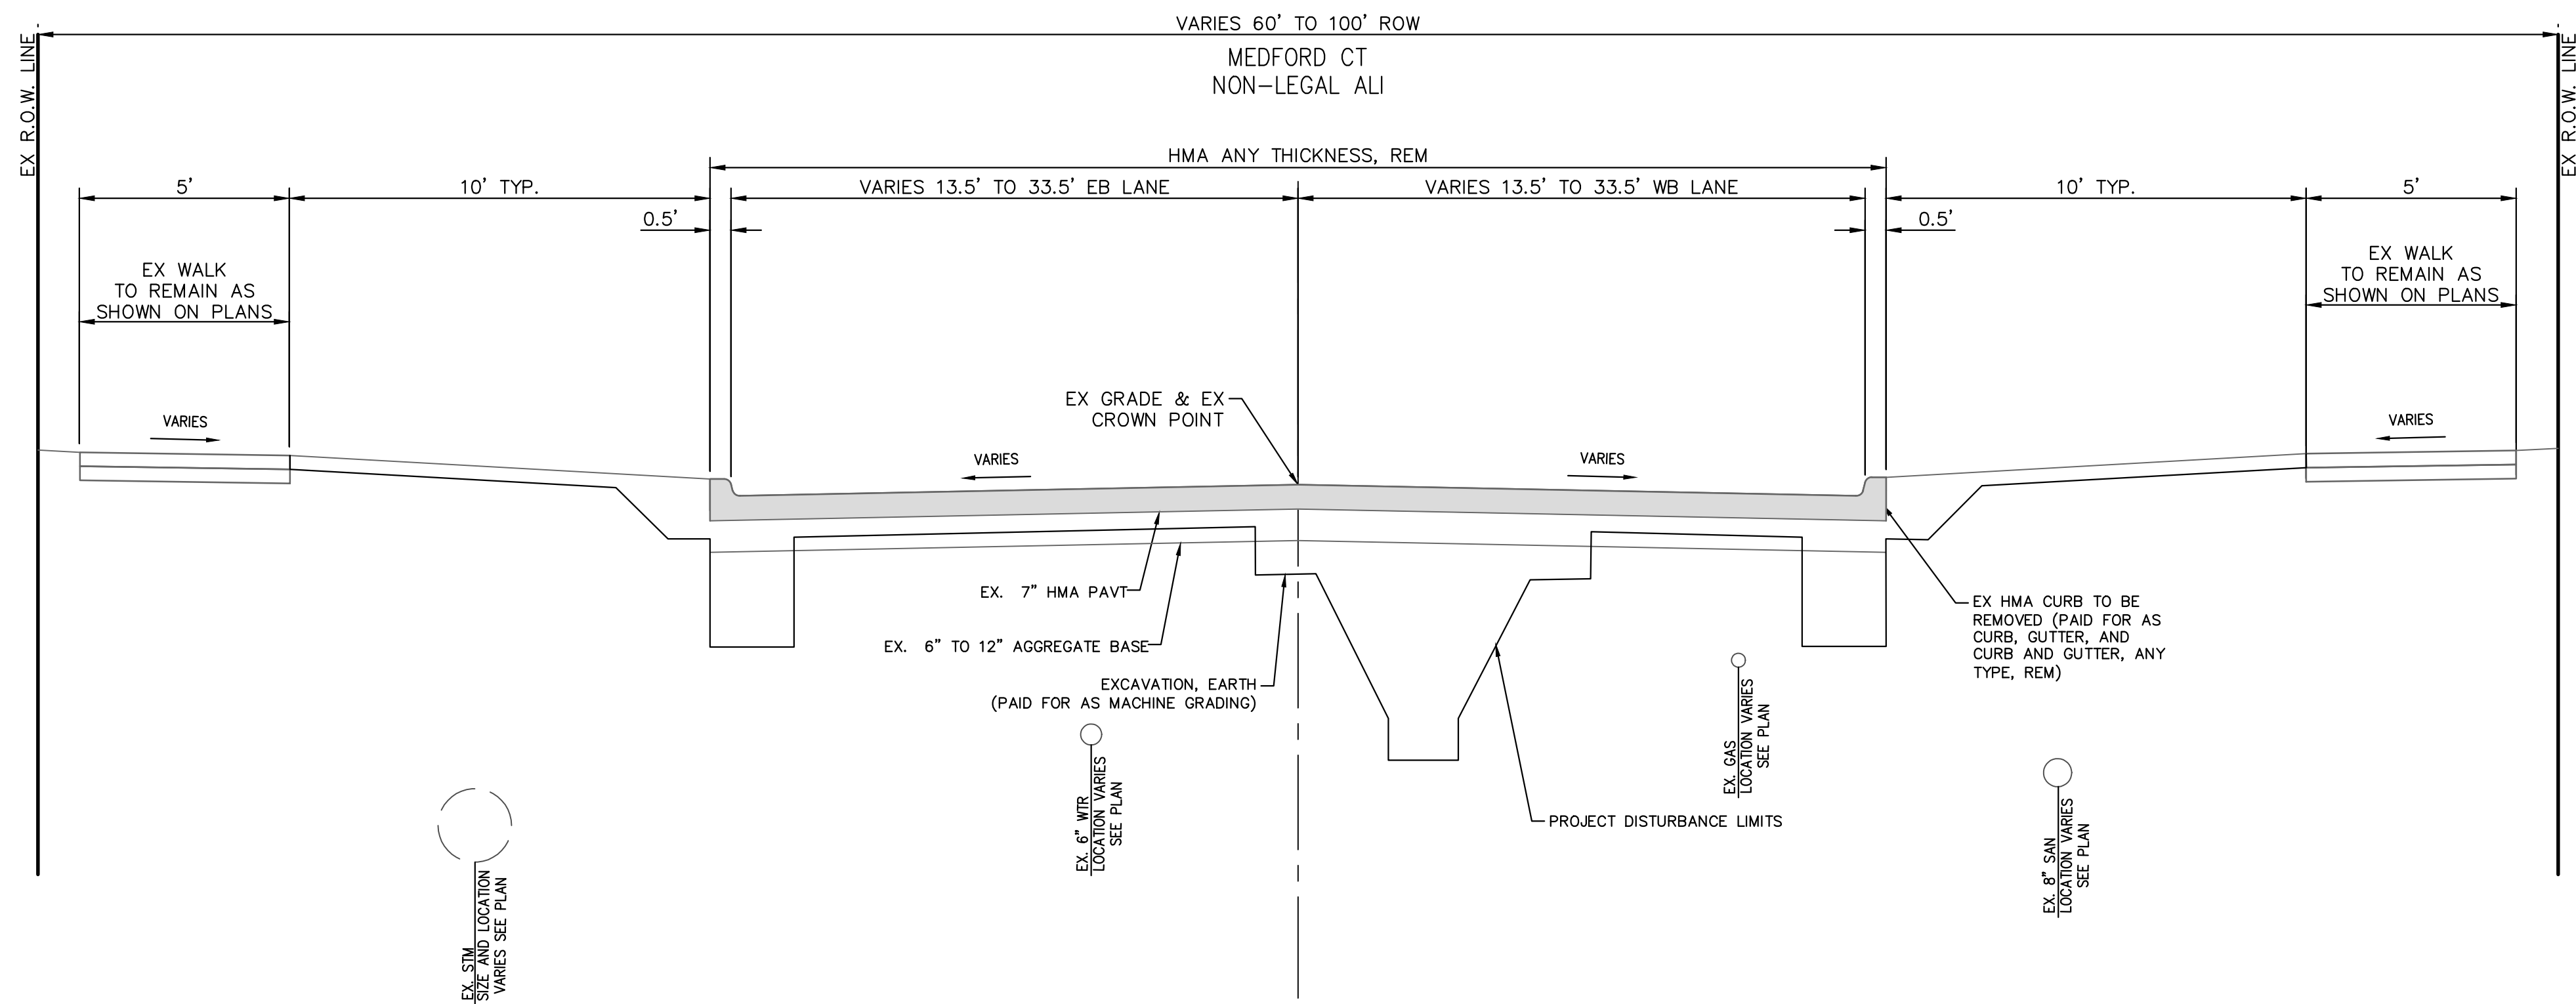 VARIES 60' TO 100' ROW
MEDFORD CT
NON-LEGAL ALI
EX R.O.W. LINE
EX R.O.W. LINE
HMA ANY THICKNESS, REM
5'
10' TYP.
VARIES 13.5' TO 33.5' EB LANE
VARIES 13.5' TO 33.5' WB LANE
10' TYP.
5'
0.5'
0.5'
EX WALK
TO REMAIN AS
SHOWN ON PLANS
EX WALK
TO REMAIN AS
SHOWN ON PLANS
EX GRADE & EX
CROWN POINT
VARIES
VARIES
VARIES
VARIES
EX. 7" HMA PAVT
EX. 6" TO 12" AGGREGATE BASE
EXCAVATION, EARTH
(PAID FOR AS MACHINE GRADING)
EX HMA CURB TO BE
REMOVED (PAID FOR AS
CURB, GUTTER, AND
CURB AND GUTTER, ANY
TYPE, REM)
PROJECT DISTURBANCE LIMITS
EX. STM
SIZE AND LOCATION
VARIES SEE PLAN
EX. 6" WTR
LOCATION VARIES
SEE PLAN
EX. GAS
LOCATION VARIES
SEE PLAN
EX. 8" SAN
LOCATION VARIES
SEE PLAN